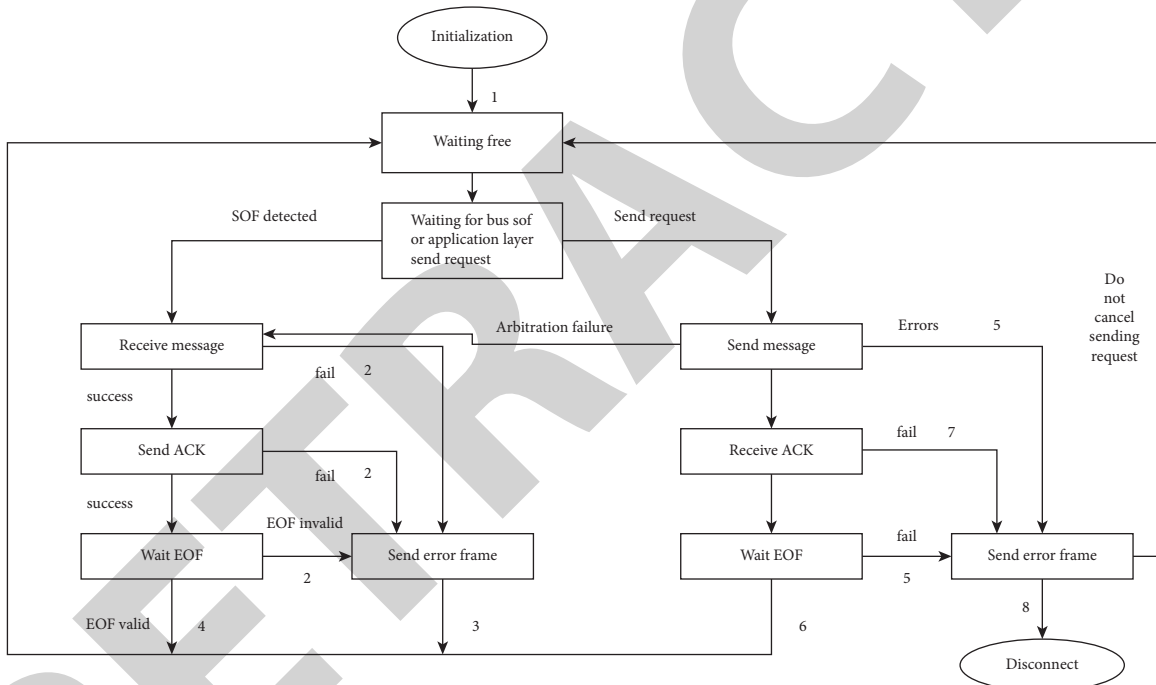 Initialization
1
Waiting free
SOF detected
Waiting for bus sof
or application layer
send request
Send request
Do
not
cancel
sending
request
Receive message
Arbitration failure
Send message
Errors 5
fail 2
success
Send ACK
fail 2
Receive ACK
fail 7
success
Wait EOF
EOF invalid
2
Send error frame
Wait EOF
fail
5
Send error frame
EOF valid 4
3
6
8
Disconnect
RETRAC